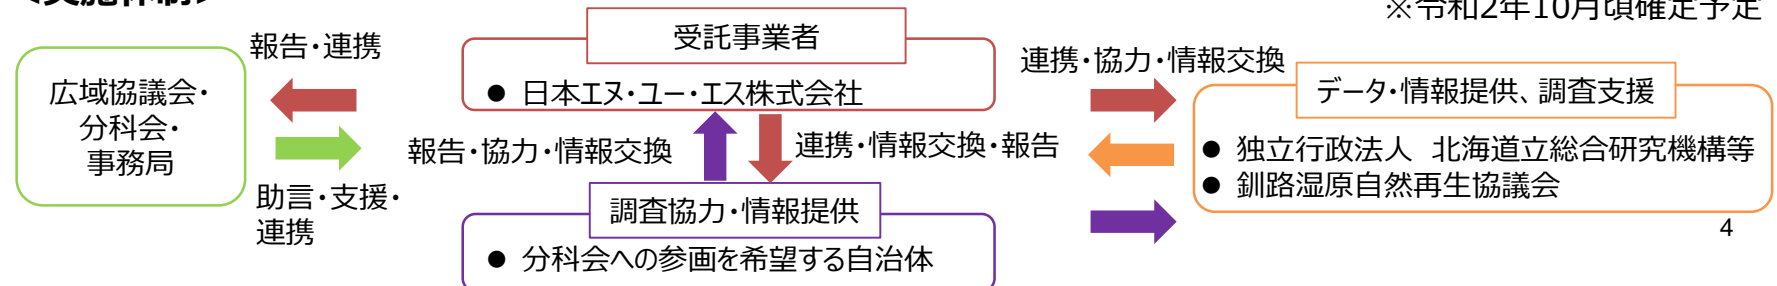 <実施体制>
※令和2年10月頃確定予定
報告・連携
広域協議会・
分科会・
事務局
助言・支援・
連携
受託事業者
● 日本エヌ・ユー・エス株式会社
報告・協力・情報交換
連携・情報交換・報告
調査協力・情報提供
● 分科会への参画を希望する自治体
連携・協力・情報交換
データ・情報提供、調査支援
● 独立行政法人 北海道立総合研究機構等
● 釧路湿原自然再生協議会
4